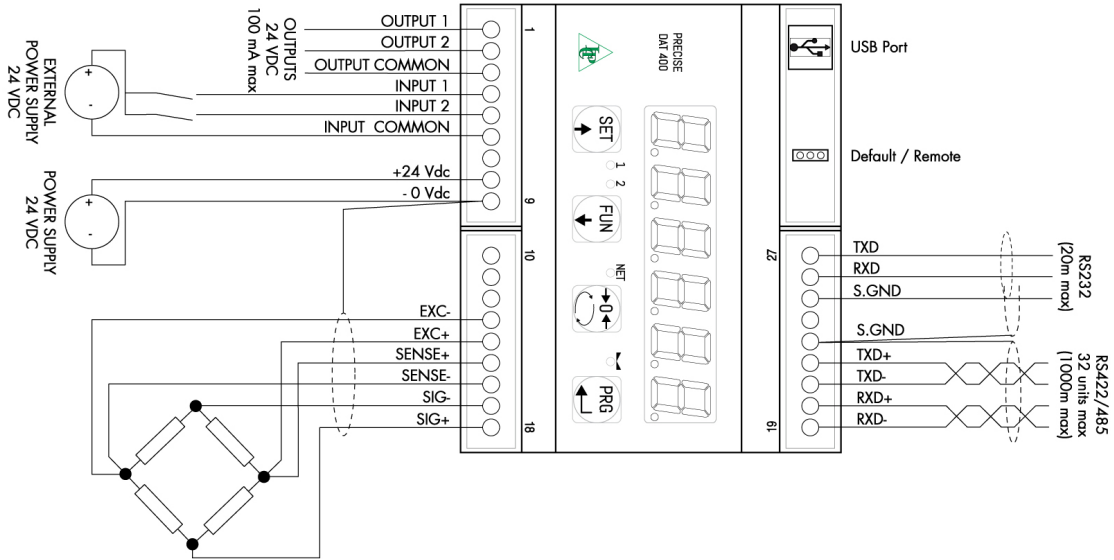 OUTPUT 1
OUTPUT 2
OUTPUT COMMON
INPUT 1
INPUT 2
INPUT COMMON
+24 Vdc
- 0 Vdc
OUTPUTS
24 VDC
100 mA max
EXTERNAL
POWER SUPPLY
24 VDC
+
-
POWER SUPPLY
24 VDC
+
-
EXC-
EXC+
SENSE+
SENSE-
SIG-
SIG+
1
9
10
18
PRECISE
DAT 400
SET
FUN
0
PRG
1
2
NET
USB Port
Default / Remote
27
19
TXD
RXD
S.GND
S.GND
TXD+
TXD-
RXD+
RXD-
RS232
(20m max)
RS422/485
32 units max
(1000m max)